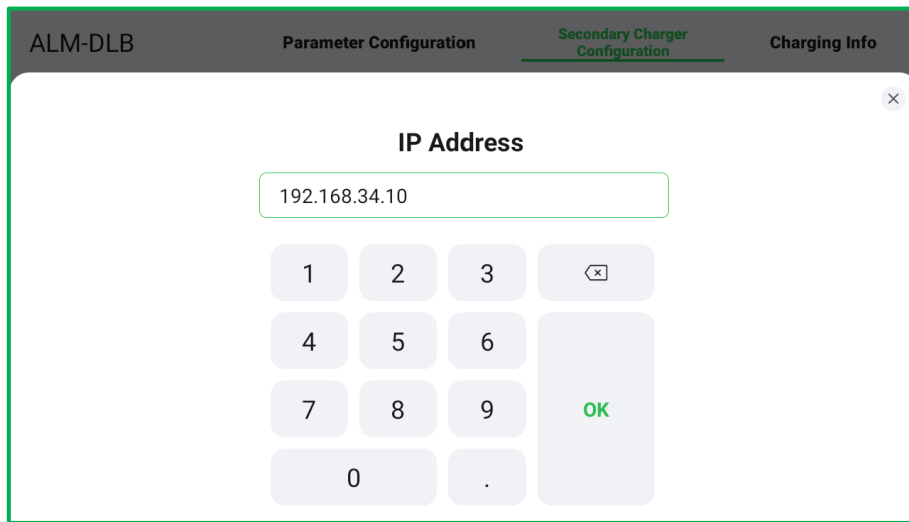 ALM-DLB
Parameter Configuration
Secondary Charger
Configuration
Charging Info
IP Address
192.168.34.10
1 2 3
4 5 6
7 8 9
OK
0 .